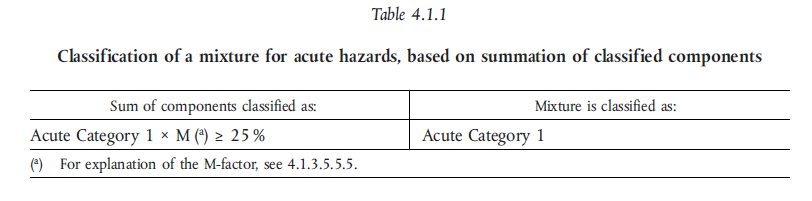 Table 4.1.1
Classification of a mixture for acute hazards, based on summation of classified components
Sum of components classified as: Mixture is classified as:
Acute Category 1 × M (ᵃ) ≥ 25 % Acute Category 1
(ᵃ) For explanation of the M-factor, see 4.1.3.5.5.5.